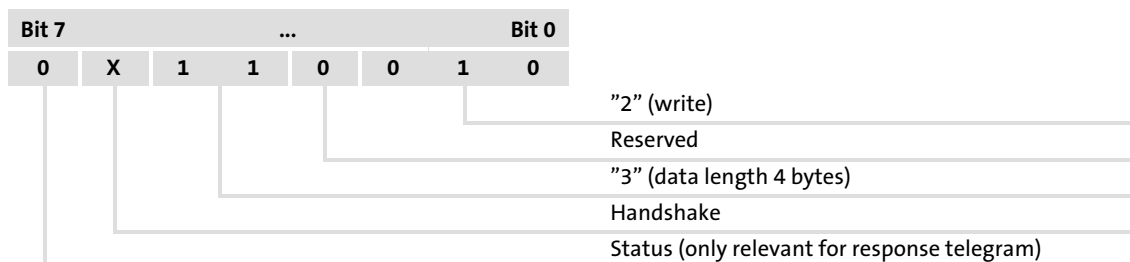 Bit 7 ... Bit 0
0 X 1 1 0 0 1 0
”2” (write)
Reserved
”3” (data length 4 bytes)
Handshake
Status (only relevant for response telegram)